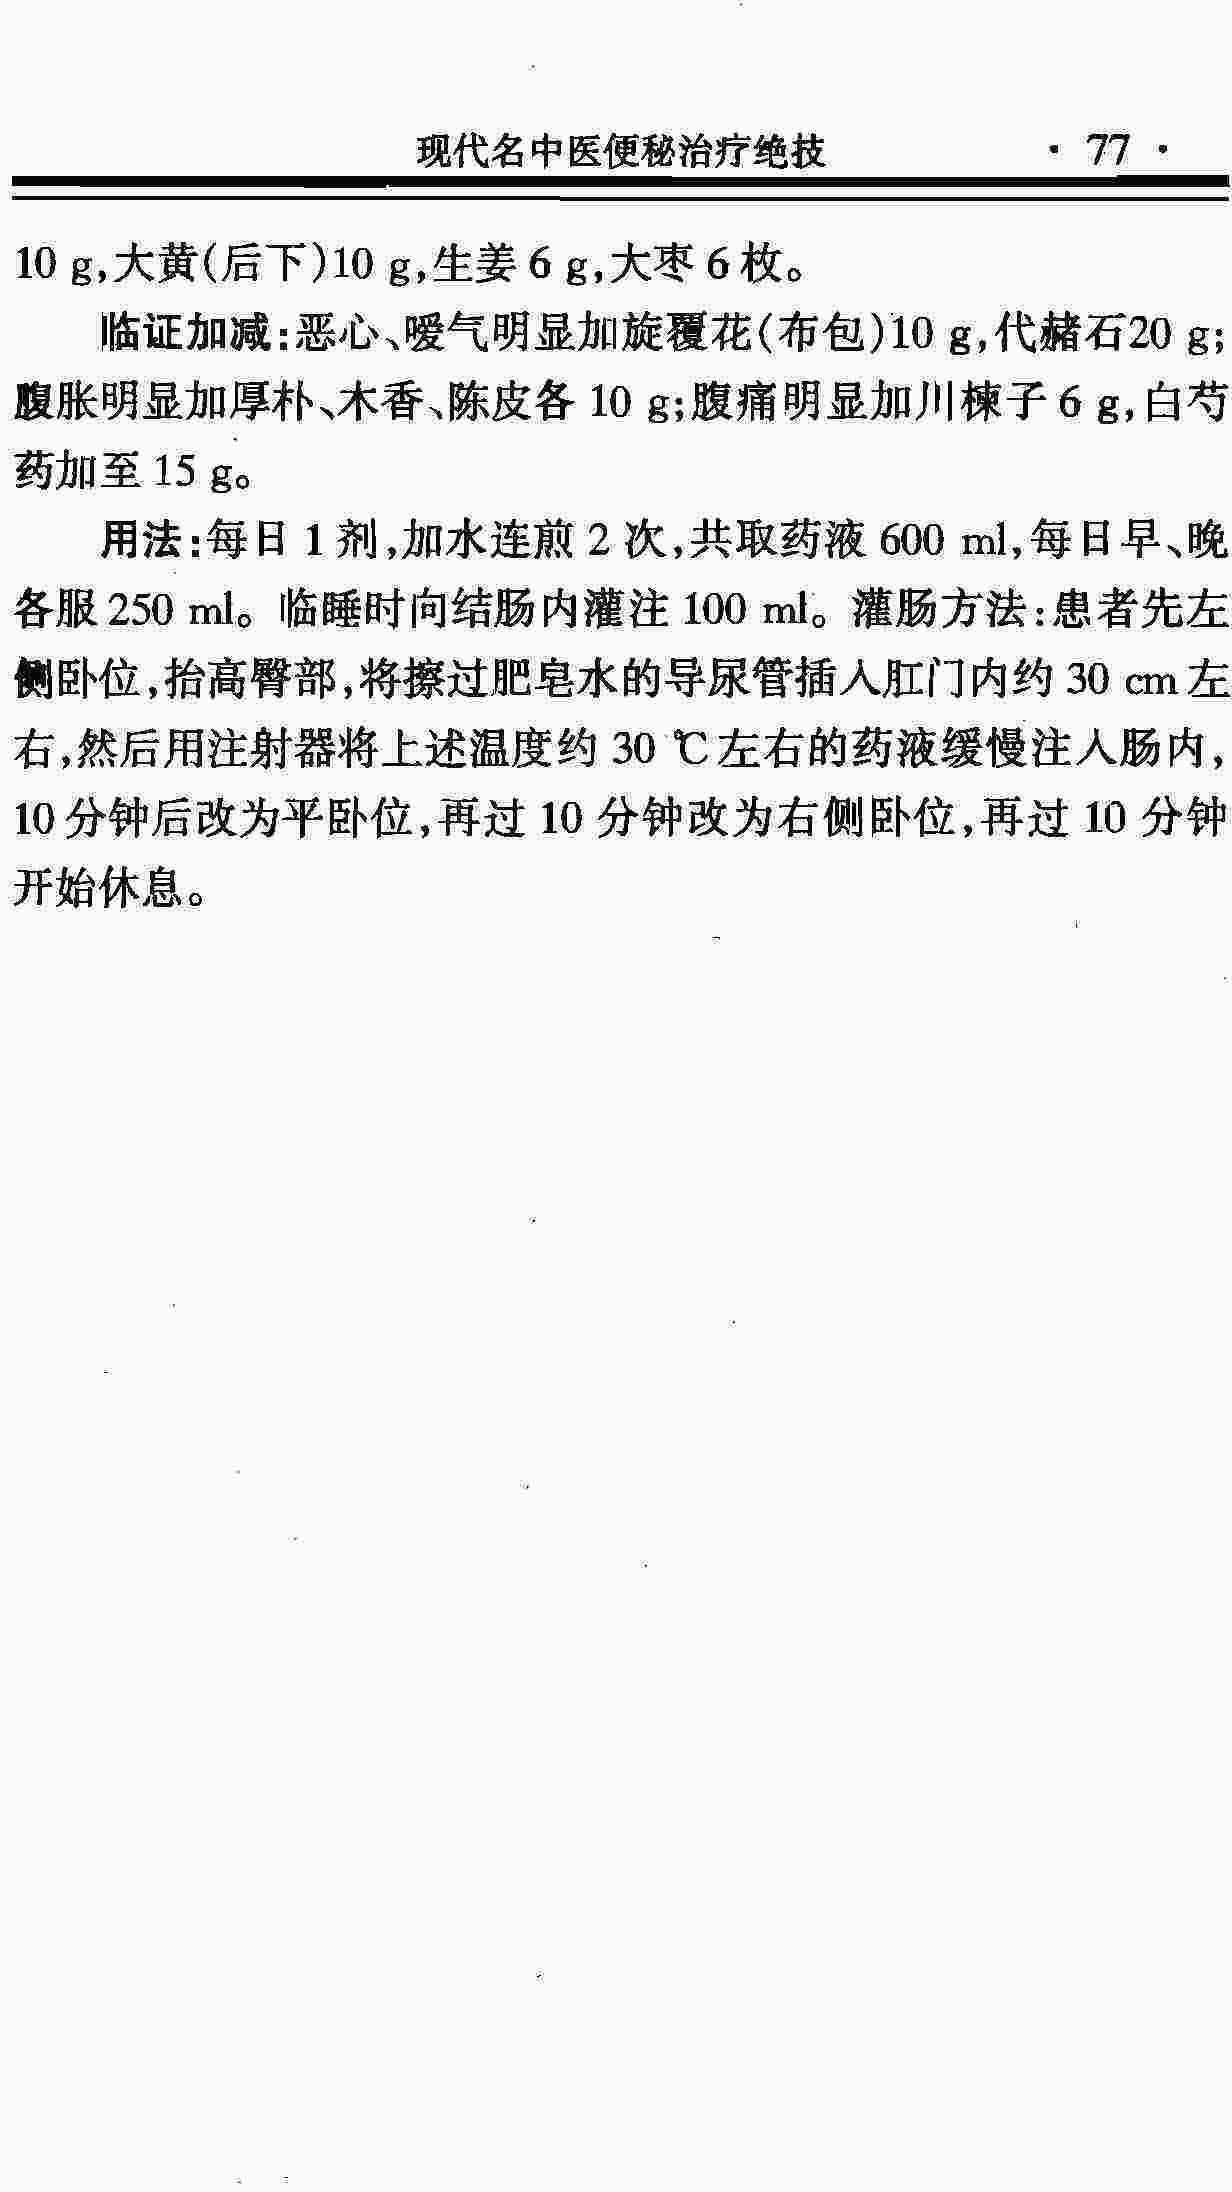 现代名中医便秘治疗绝技 · 77 ·
10 g,大黄(后下)10 g,生姜 6 g,大枣 6 枚。
临证加减:恶心、嗳气明显加旋覆花(布包)10 g,代赭石20 g;
腹胀明显加厚朴、木香、陈皮各 10 g;腹痛明显加川楝子 6 g,白芍
药加至 15 g。
用法:每日 1 剂,加水连煎 2 次,共取药液 600 ml,每日早、晚
各服 250 ml。临睡时向结肠内灌注 100 ml。灌肠方法:患者先左
侧卧位,抬高臀部,将擦过肥皂水的导尿管插入肛门内约 30 cm 左
右,然后用注射器将上述温度约 30 ℃左右的药液缓慢注入肠内,
10 分钟后改为平卧位,再过 10 分钟改为右侧卧位,再过 10 分钟
开始休息。